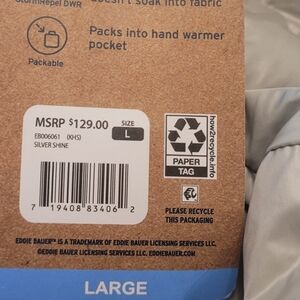 StormRepel DWR
doesn't soak into fabric
Packs into hand warmer
pocket
Packable
MSRP $129.00
SIZE
L
EB006061 (KHS)
SILVER SHINE
7 19408 83406 2
how2recycle.info
PAPER
TAG
PLEASE RECYCLE
THIS PACKAGING
EDDIE BAUER™ IS A TRADEMARK OF EDDIE BAUER LICENSING SERVICES LLC.
©EDDIE BAUER LICENSING SERVICES LLC. EDDIEBAUER.COM
LARGE